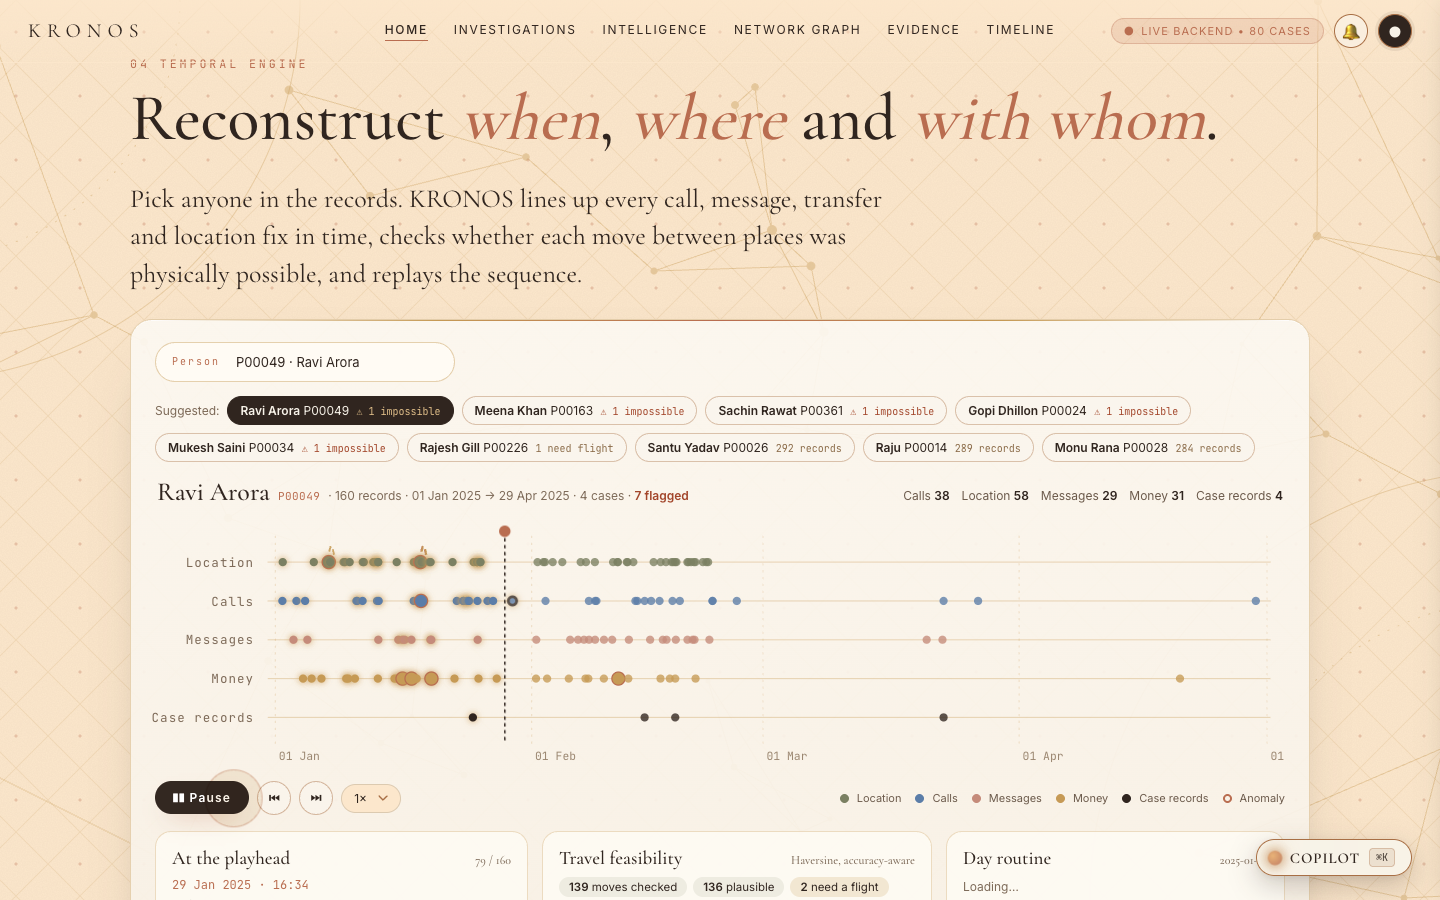 KRONOS
HOME INVESTIGATIONS INTELLIGENCE NETWORK GRAPH EVIDENCE TIMELINE
LIVE BACKEND • 80 CASES
04 TEMPORAL ENGINE
Reconstruct when, where and with whom.
Pick anyone in the records. KRONOS lines up every call, message, transfer
and location fix in time, checks whether each move between places was
physically possible, and replays the sequence.
Person P00049 · Ravi Arora
Suggested: Ravi Arora P00049 ⚠ 1 impossible Meena Khan P00163 ⚠ 1 impossible Sachin Rawat P00361 ⚠ 1 impossible Gopi Dhillon P00024 ⚠ 1 impossible
Mukesh Saini P00034 ⚠ 1 impossible Rajesh Gill P00226 1 need flight Santu Yadav P00026 292 records Raju P00014 289 records Monu Rana P00028 284 records
Ravi Arora P00049 · 160 records · 01 Jan 2025 → 29 Apr 2025 · 4 cases · 7 flagged
Calls 38 Location 58 Messages 29 Money 31 Case records 4
Location
Calls
Messages
Money
Case records
01 Jan 01 Feb 01 Mar 01 Apr 01
Pause 1×
Location Calls Messages Money Case records Anomaly
At the playhead 79 / 160
29 Jan 2025 · 16:34
Travel feasibility Haversine, accuracy-aware
139 moves checked 136 plausible 2 need a flight
Day routine 2025-01-
Loading…
COPILOT ⌘K